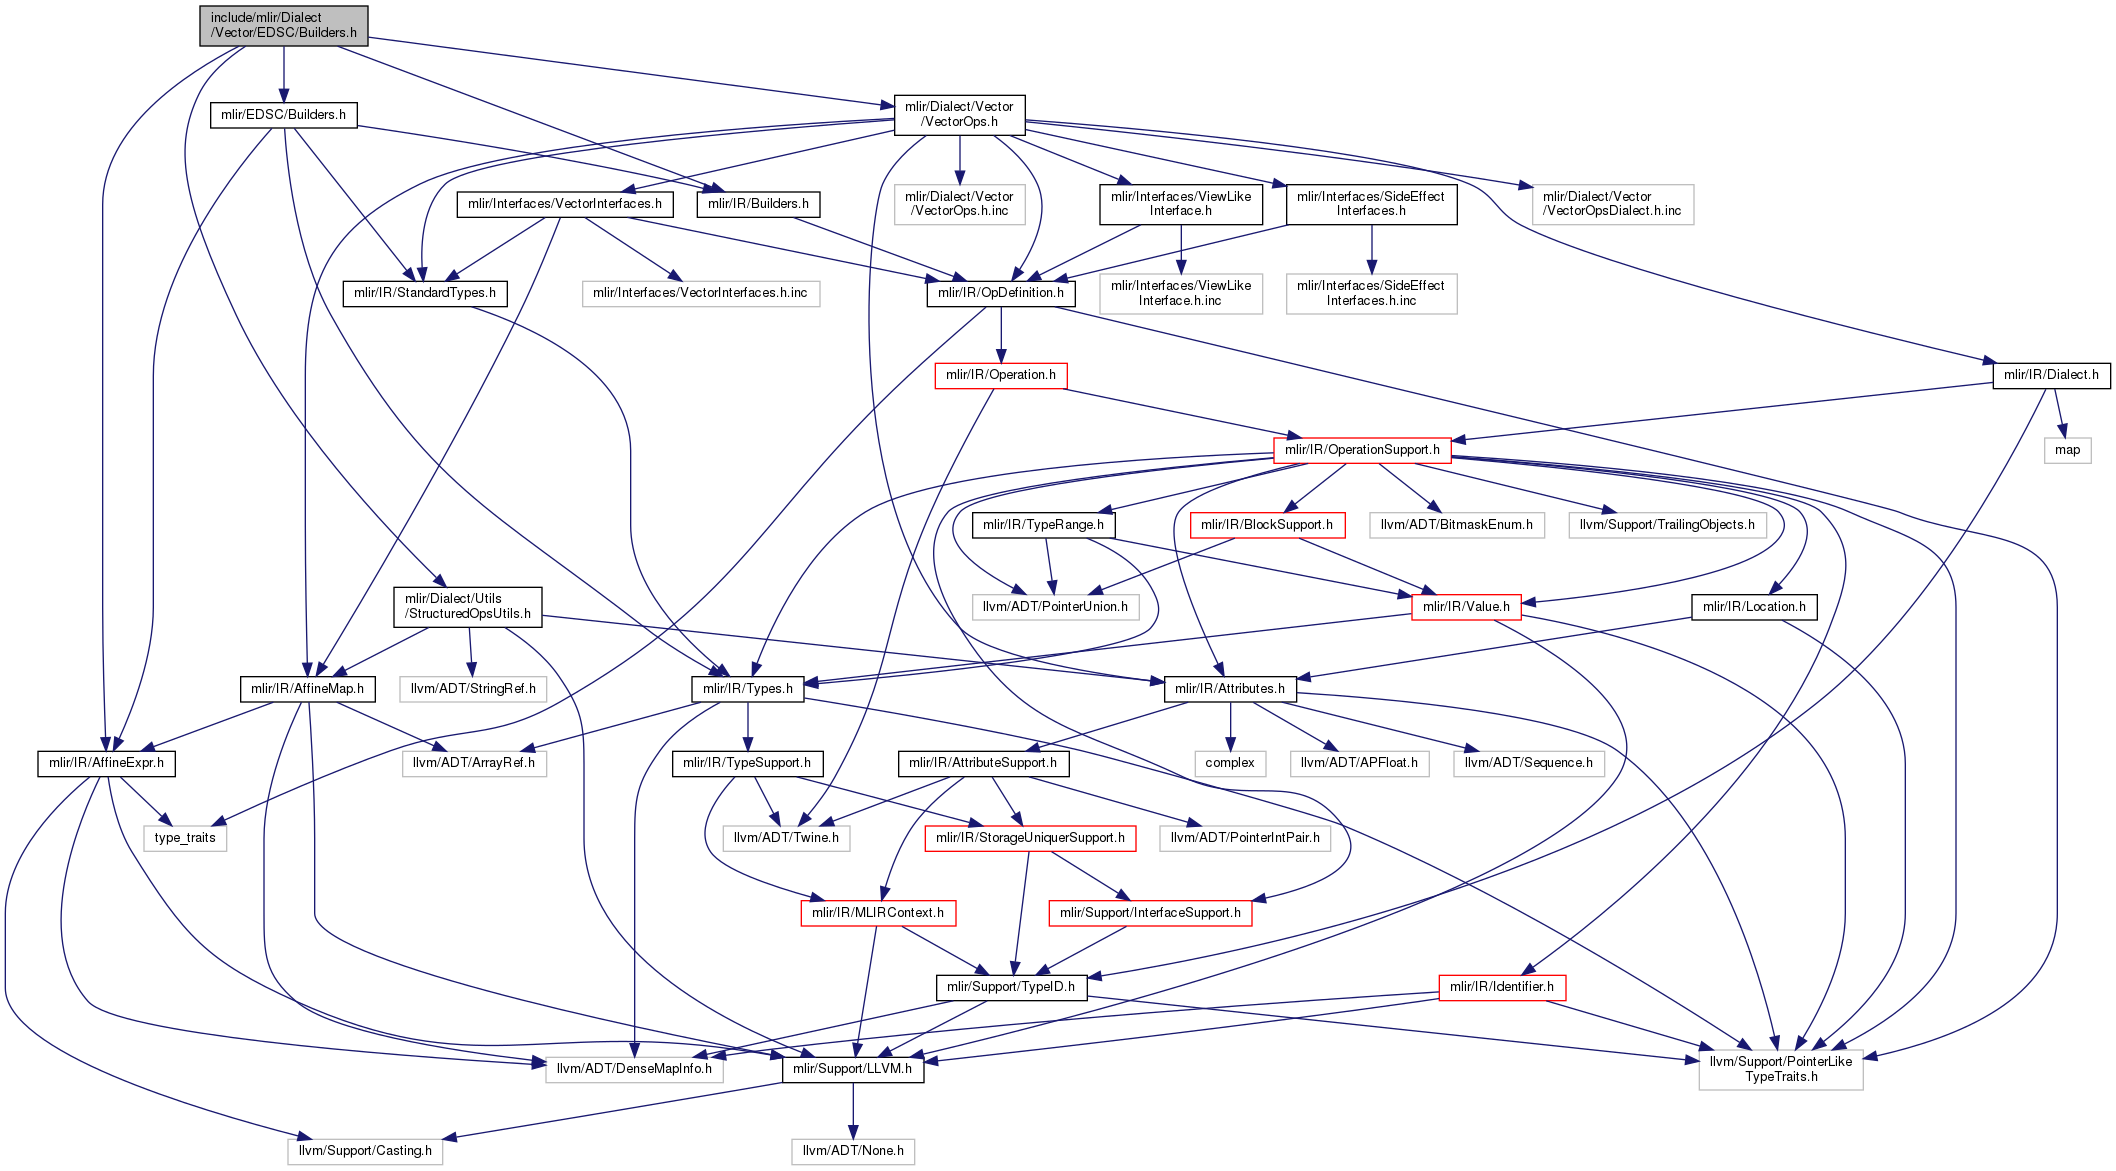 include/mlir/Dialect
/Vector/EDSC/Builders.h
mlir/EDSC/Builders.h
mlir/Dialect/Vector
/VectorOps.h
mlir/Interfaces/VectorInterfaces.h
mlir/IR/Builders.h
mlir/Dialect/Vector
/VectorOps.h.inc
mlir/Interfaces/ViewLike
Interface.h
mlir/Interfaces/SideEffect
Interfaces.h
mlir/Dialect/Vector
/VectorOpsDialect.h.inc
mlir/IR/StandardTypes.h
mlir/Interfaces/VectorInterfaces.h.inc
mlir/IR/OpDefinition.h
mlir/Interfaces/ViewLike
Interface.h.inc
mlir/Interfaces/SideEffect
Interfaces.h.inc
mlir/IR/Operation.h
mlir/IR/Dialect.h
mlir/IR/OperationSupport.h
map
mlir/IR/TypeRange.h
mlir/IR/BlockSupport.h
llvm/ADT/BitmaskEnum.h
llvm/Support/TrailingObjects.h
mlir/Dialect/Utils
/StructuredOpsUtils.h
llvm/ADT/PointerUnion.h
mlir/IR/Value.h
mlir/IR/Location.h
mlir/IR/AffineMap.h
llvm/ADT/StringRef.h
mlir/IR/Types.h
mlir/IR/Attributes.h
mlir/IR/AffineExpr.h
llvm/ADT/ArrayRef.h
mlir/IR/TypeSupport.h
mlir/IR/AttributeSupport.h
complex
llvm/ADT/APFloat.h
llvm/ADT/Sequence.h
type_traits
llvm/ADT/Twine.h
mlir/IR/StorageUniquerSupport.h
llvm/ADT/PointerIntPair.h
mlir/IR/MLIRContext.h
mlir/Support/InterfaceSupport.h
mlir/Support/TypeID.h
mlir/IR/Identifier.h
llvm/ADT/DenseMapInfo.h
mlir/Support/LLVM.h
llvm/Support/PointerLike
TypeTraits.h
llvm/Support/Casting.h
llvm/ADT/None.h